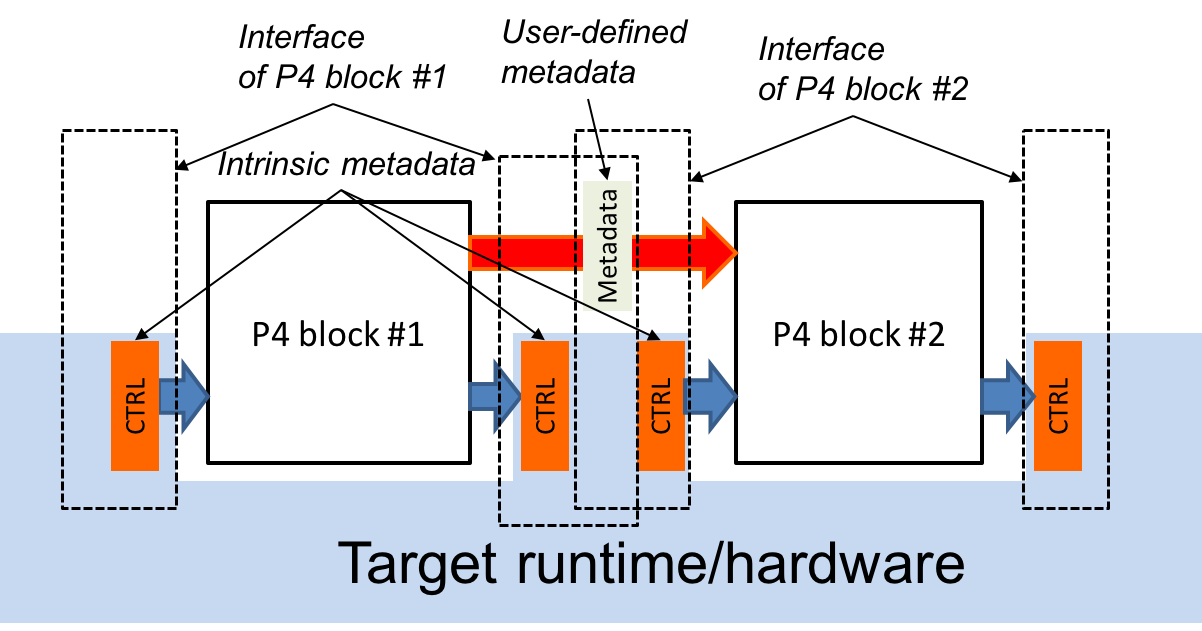 Interface
of P4 block #1
User-defined
metadata
Interface
of P4 block #2
Intrinsic metadata
Metadata
P4 block #1
P4 block #2
CTRL
CTRL
CTRL
CTRL
Target runtime/hardware